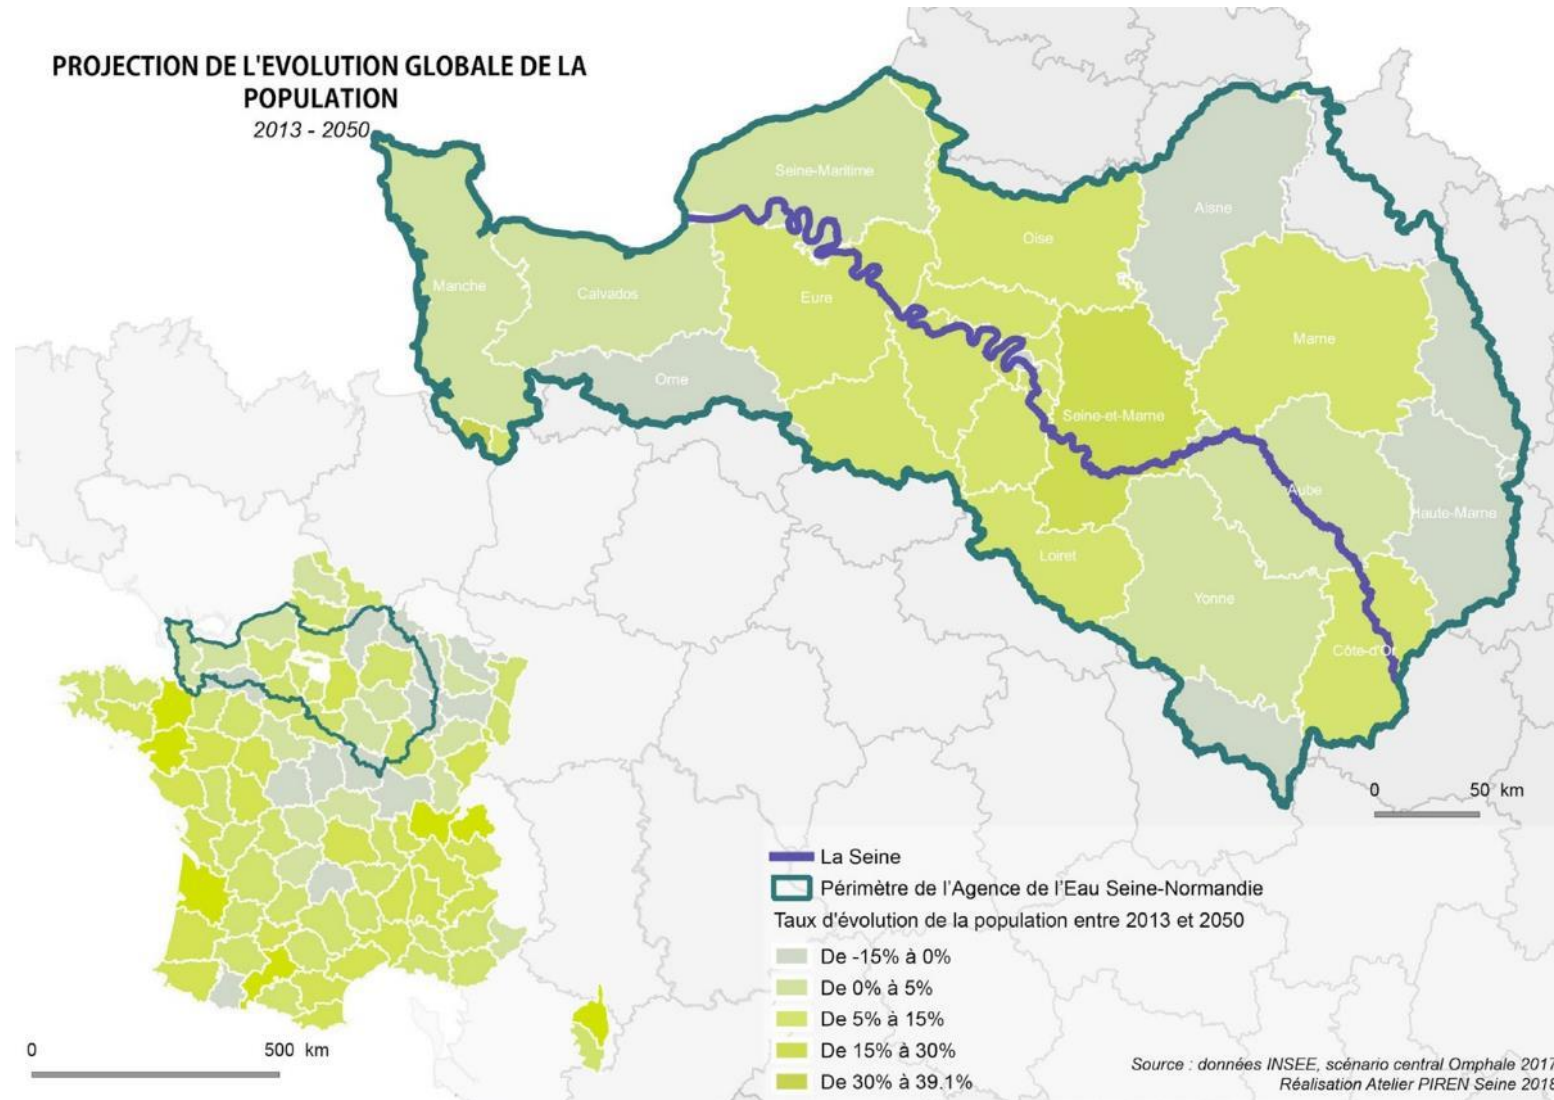 PROJECTION DE L'EVOLUTION GLOBALE DE LA
POPULATION
2013 - 2050
Seine-Maritime
Aisne
Oise
Manche
Calvados
Eure
Marne
Orne
Seine-et-Marne
Aube
Haute-Marne
Loiret
Yonne
Côte-d'Or
0 50 km
La Seine
Périmètre de l'Agence de l'Eau Seine-Normandie
Taux d'évolution de la population entre 2013 et 2050
De -15% à 0%
De 0% à 5%
De 5% à 15%
De 15% à 30%
De 30% à 39.1%
0 500 km
Source : données INSEE, scénario central Omphale 2017
Réalisation Atelier PIREN Seine 2018